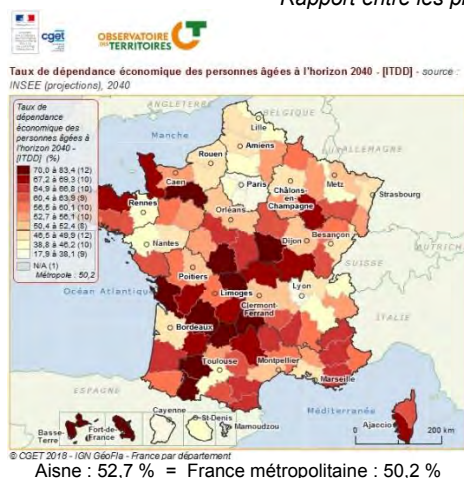 Rapport entre les p
cget
OBSERVATOIRE
DES TERRITOIRES
Taux de dépendance économique des personnes âgées à l'horizon 2040 - [ITDD] - source :
INSEE (projections), 2040
Taux de
dépendance
économique des
personnes âgées à
l'horizon 2040 -
[ITDD] (%)
70,0 à 83,4 (12)
67,2 à 69,3 (10)
64,9 à 66,8 (10)
60,4 à 63,9 (9)
56,6 à 60,1 (10)
52,7 à 56,1 (10)
50,4 à 52,4 (8)
46,5 à 49,9 (12)
38,8 à 46,2 (10)
17,9 à 38,1 (9)
N/A (1)
Métropole : 50,2
ANGLETERRE
BELGIQUE
Manche
ALLEMAGNE
Lille
Amiens
Rouen
Caen
Paris
Châlons-
en-
Champagne
Metz
Strasbourg
Rennes
Orléans
Nantes
Dijon
Besançon
AUTRICH
SUISSE
Poitiers
Océan Atlantique
Limoges
Clermont-
Ferrand
Lyon
ITALIE
Bordeaux
Toulouse
Montpellier
Marseille
ESPAGNE
Méditerranée
Ajaccio
Cayenne
St-Denis
Basse-
Terre
Fort-de-
France
Mamoudzou
0 200 km
© CGET 2018 - IGN GéoFla - France par département
Aisne : 52,7 % = France métropolitaine : 50,2 %